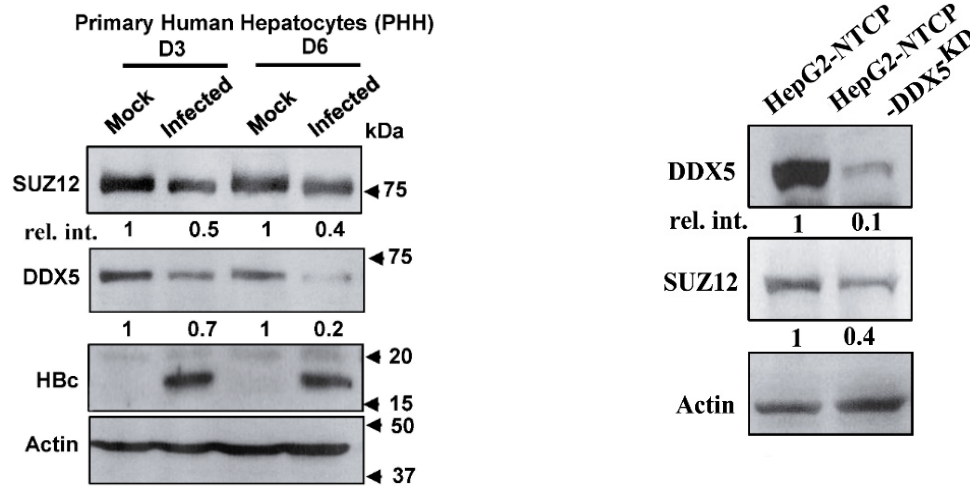 Primary Human Hepatocytes (PHH)
D3 D6
Mock Infected Mock Infected kDa
SUZ12 75
rel. int. 1 0.5 1 0.4
DDX5 75
1 0.7 1 0.2
HBc 20
15
Actin 50
37
HepG2-NTCP HepG2-NTCP
-DDX5KD
DDX5
rel. int. 1 0.1
SUZ12
1 0.4
Actin